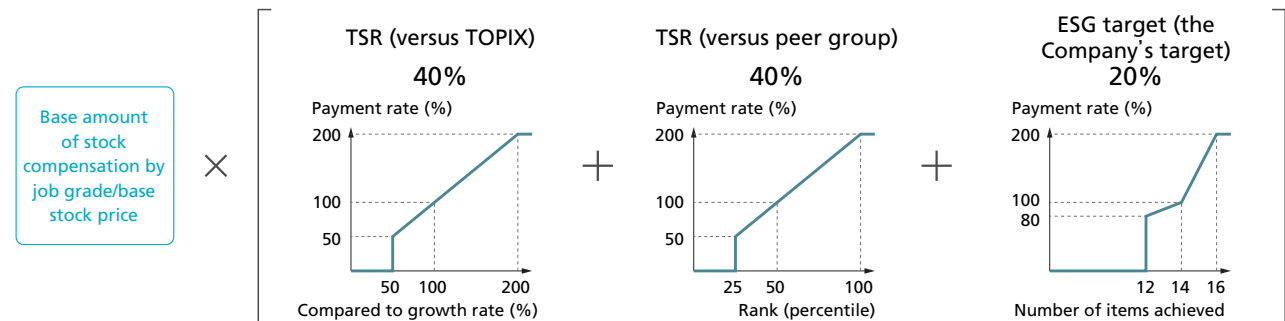 Base amount
of stock
compensation by
job grade/base
stock price
×
TSR (versus TOPIX)
40%
Payment rate (%)
200
100
50
50 100 200
Compared to growth rate (%)
+
TSR (versus peer group)
40%
Payment rate (%)
200
100
50
25 50 100
Rank (percentile)
+
ESG target (the
Company's target)
20%
Payment rate (%)
200
100
80
12 14 16
Number of items achieved